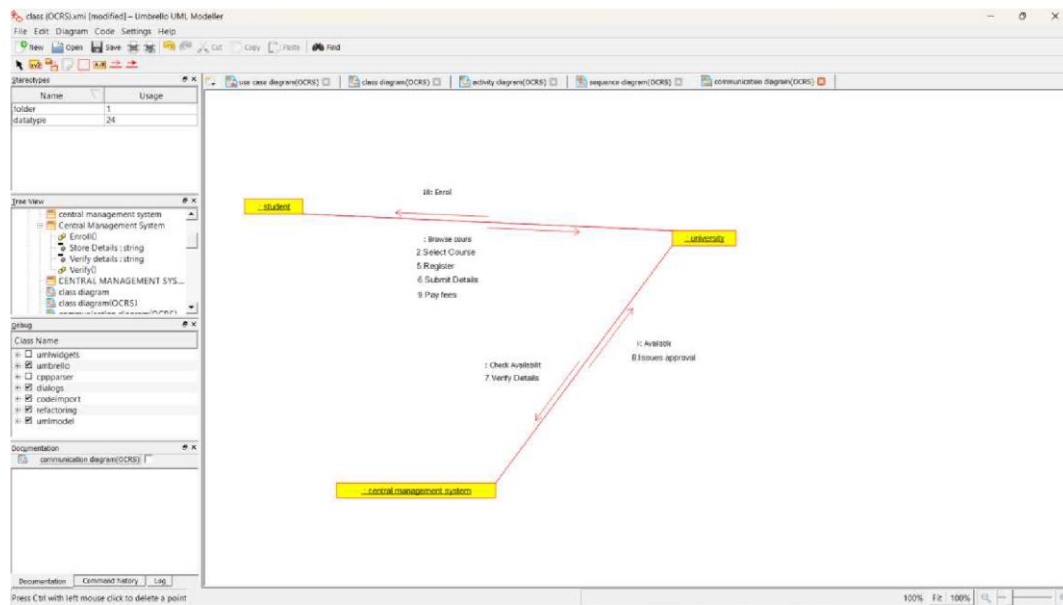 class (OCRS).xmi [modified] – Umbrello UML Modeller
File Edit Diagram Code Settings Help
New Open Save Cut Copy Paste Find
Stereotypes
Name Usage
folder 1
datatype 24
use case diagram(OCRS) class diagram(OCRS) activity diagram(OCRS) sequence diagram(OCRS) communication diagram(OCRS)
Tree View
central management system
Central Management System
Enroll()
Store Details : string
Verify details : string
Verify()
CENTRAL MANAGEMENT SYS...
class diagram
class diagram(OCRS)
communication diagram(OCRS)
Debug
Class Name
umlwidgets
umbrello
cppparser
dialogs
codeimport
refactoring
umlmodel
Documentation
communication diagram(OCRS)
Documentation Command history Log
Press Ctrl with left mouse click to delete a point
100% Fit 100%
10: Enrol
: student
: university
: Browse cours
2.Select Course
5.Register
6.Submit Details
9.Pay fees
: Available
8.Issues approval
: Check Availabilit
7.Verify Details
: central management system